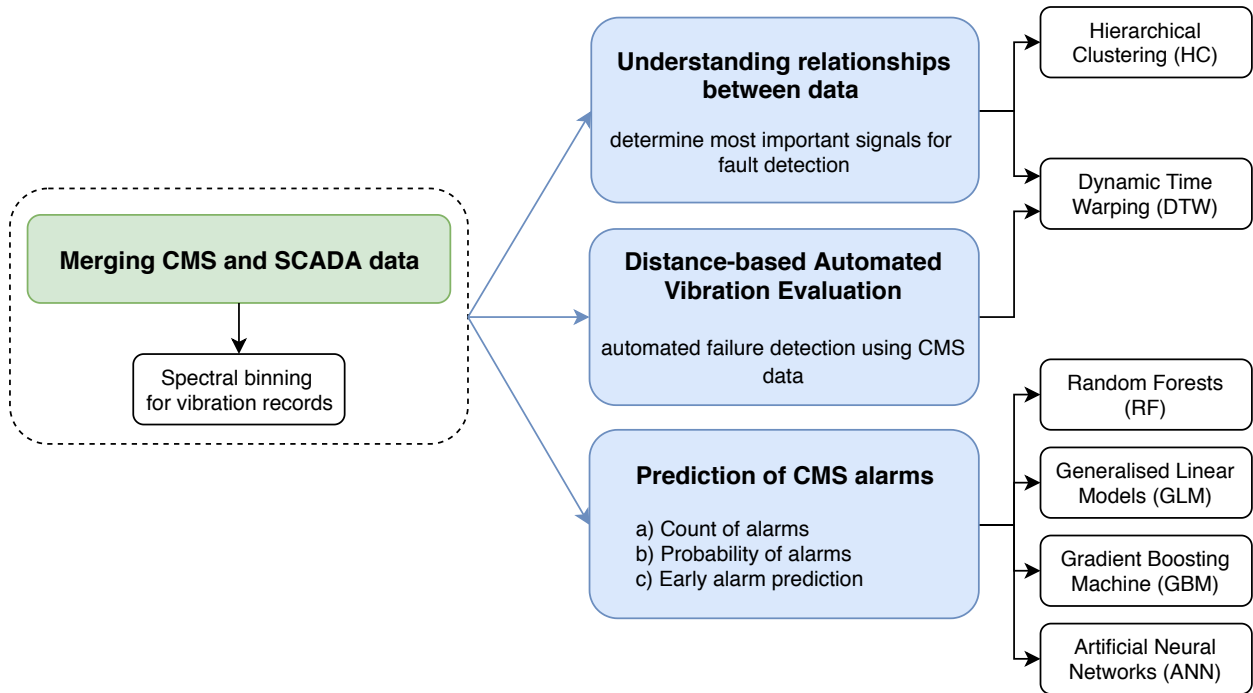 Merging CMS and SCADA data
Spectral binning
for vibration records
Understanding relationships
between data
determine most important signals for
fault detection
Distance-based Automated
Vibration Evaluation
automated failure detection using CMS
data
Prediction of CMS alarms
a) Count of alarms
b) Probability of alarms
c) Early alarm prediction
Hierarchical
Clustering (HC)
Dynamic Time
Warping (DTW)
Random Forests
(RF)
Generalised Linear
Models (GLM)
Gradient Boosting
Machine (GBM)
Artificial Neural
Networks (ANN)